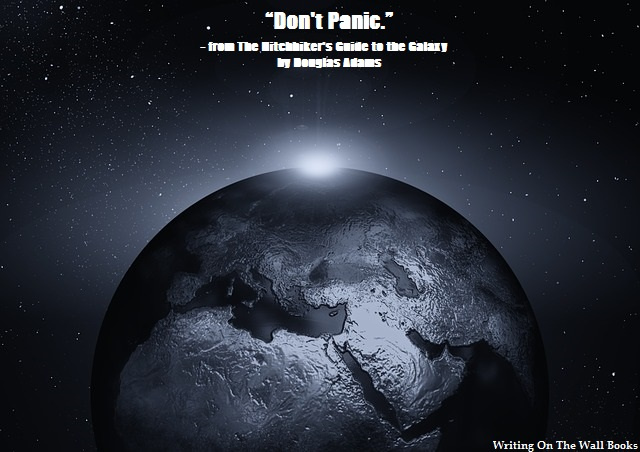 “Don't Panic.”
- from The Hitchhiker's Guide to the Galaxy
by Douglas Adams
Writing On The Wall Books